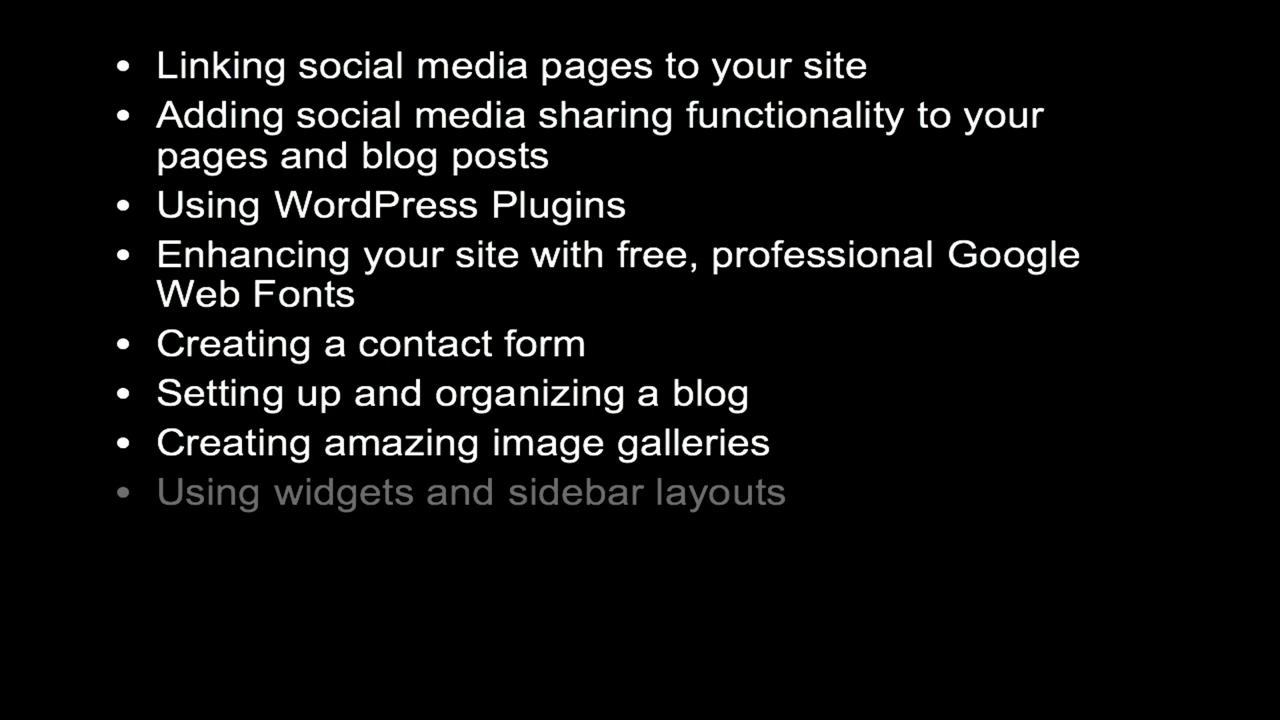 • Linking social media pages to your site
• Adding social media sharing functionality to your
pages and blog posts
• Using WordPress Plugins
• Enhancing your site with free, professional Google
Web Fonts
• Creating a contact form
• Setting up and organizing a blog
• Creating amazing image galleries
• Using widgets and sidebar layouts